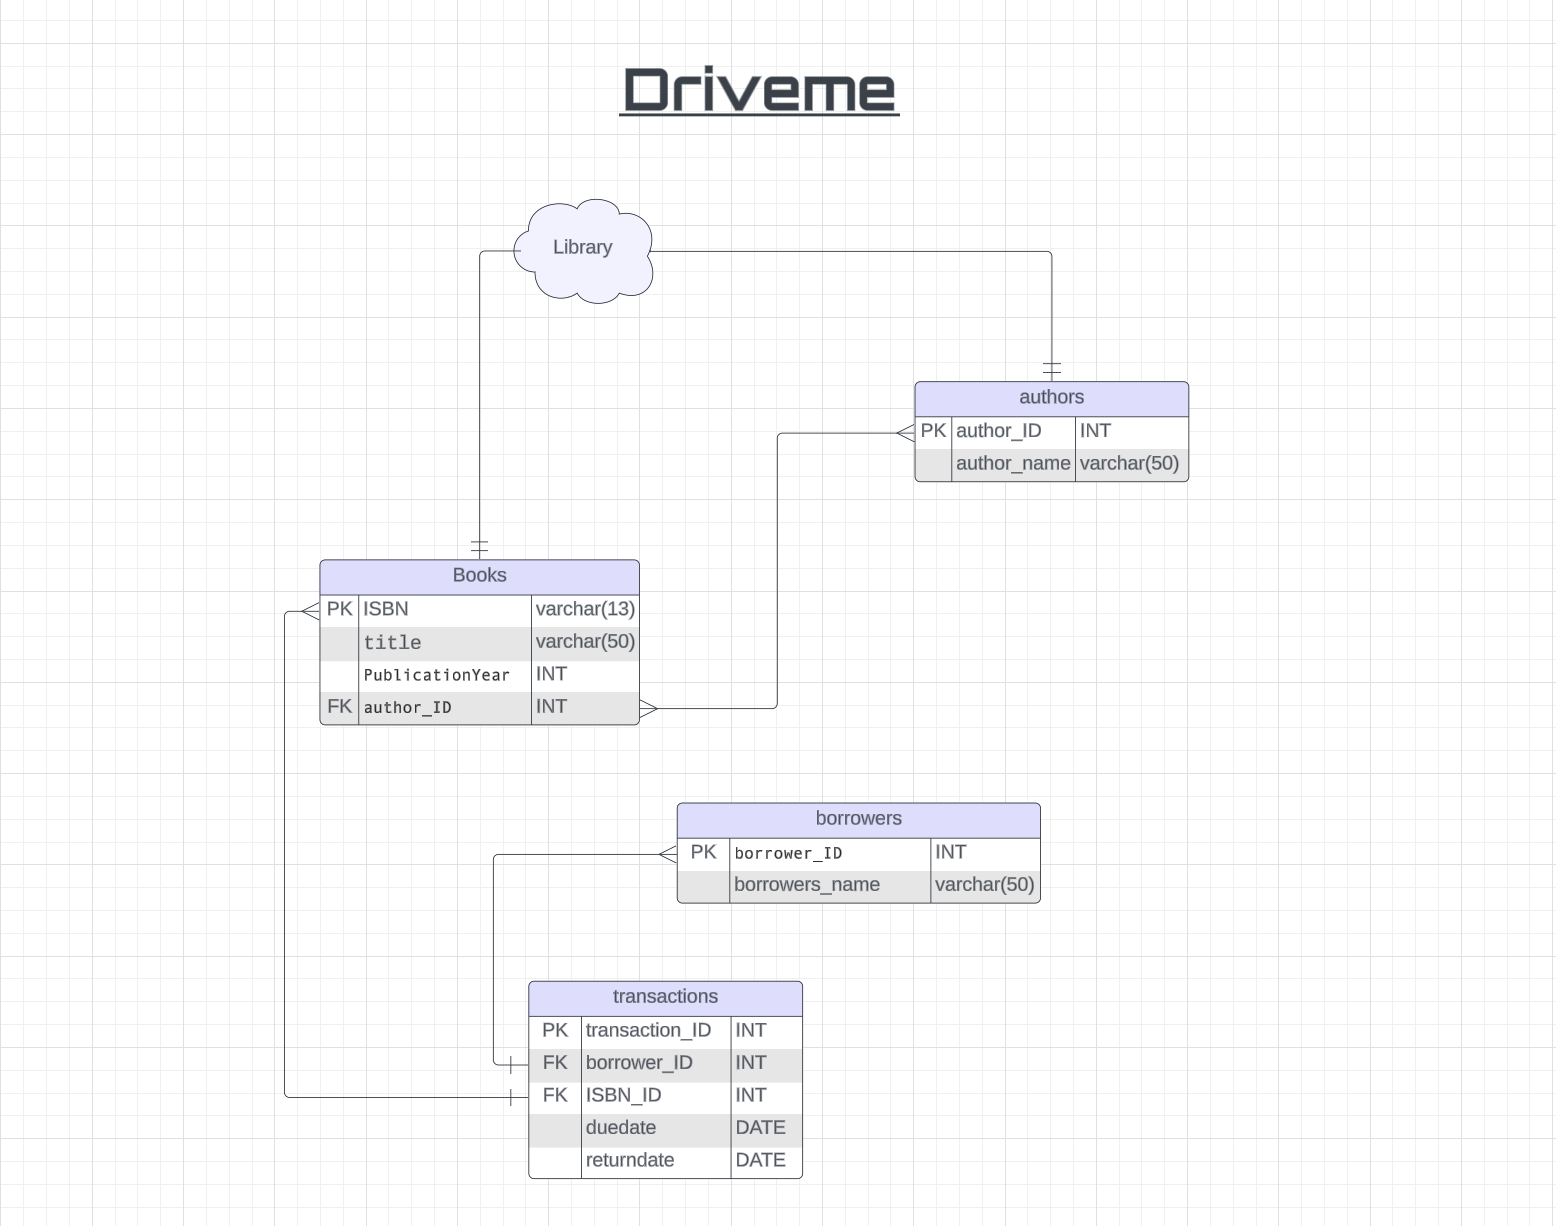 Driveme
Library
authors
PK author_ID INT
author_name varchar(50)
Books
PK ISBN varchar(13)
title varchar(50)
PublicationYear INT
FK author_ID INT
borrowers
PK borrower_ID INT
borrowers_name varchar(50)
transactions
PK transaction_ID INT
FK borrower_ID INT
FK ISBN_ID INT
duedate DATE
returndate DATE